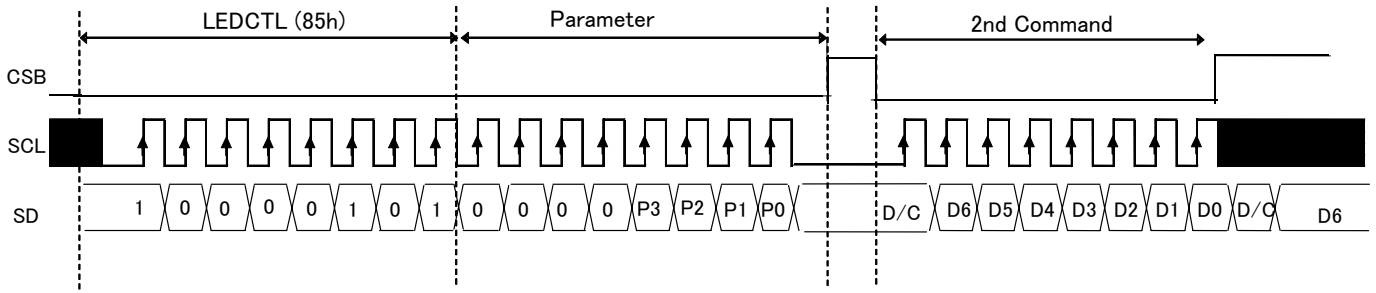 LEDCTL (85h) Parameter 2nd Command
CSB
SCL
SD 1 0 0 0 0 1 0 1 0 0 0 0 P3 P2 P1 P0 D/C D6 D5 D4 D3 D2 D1 D0 D/C D6